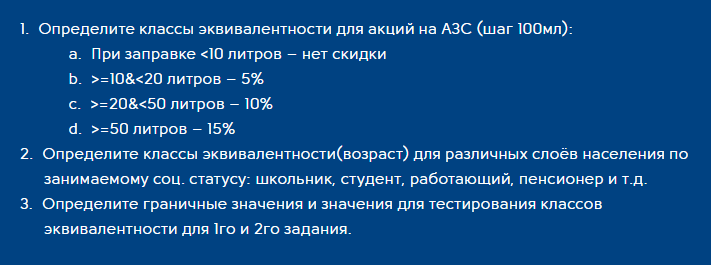 1. Определите классы эквивалентности для акций на АЗС (шаг 100мл):
a. При заправке <10 литров – нет скидки
b. >=10&<20 литров – 5%
c. >=20&<50 литров – 10%
d. >=50 литров – 15%
2. Определите классы эквивалентности(возраст) для различных слоёв населения по
занимаемому соц. статусу: школьник, студент, работающий, пенсионер и т.д.
3. Определите граничные значения и значения для тестирования классов
эквивалентности для 1го и 2го задания.